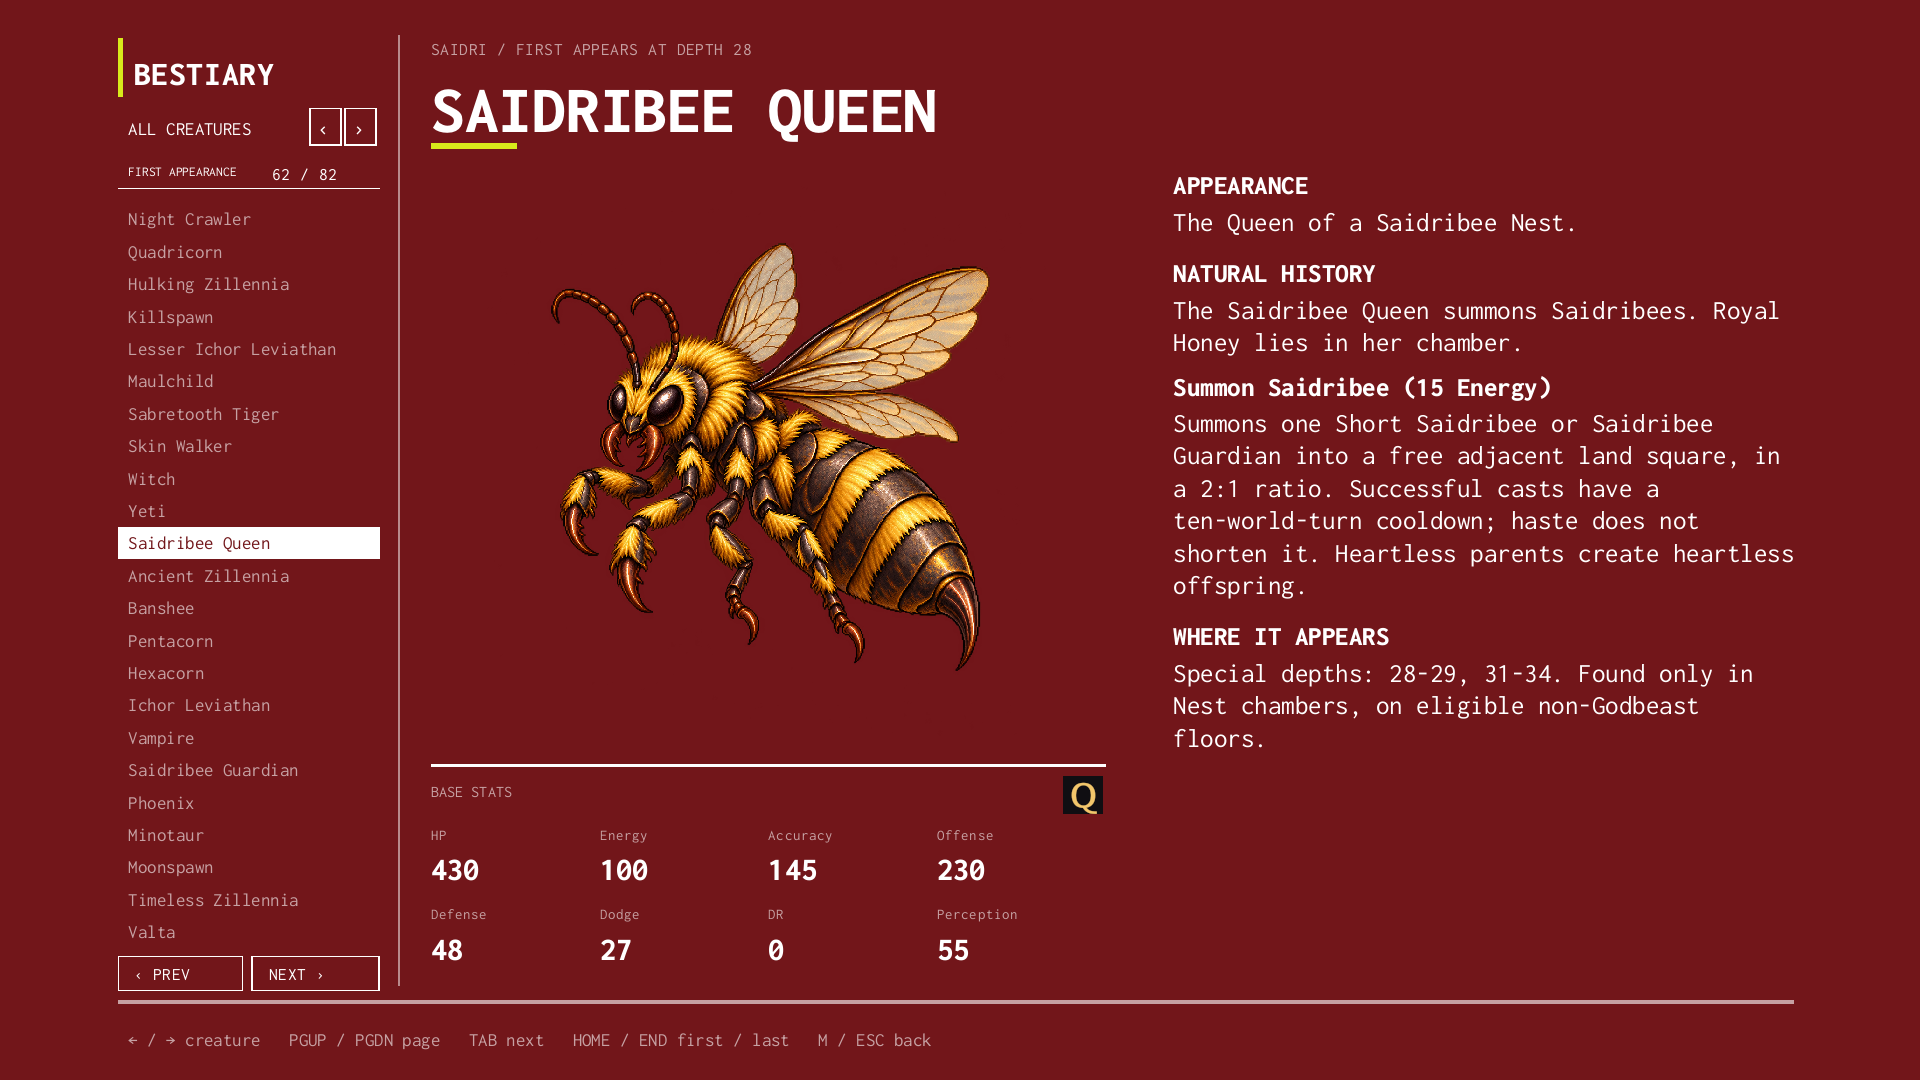 BESTIARY
ALL CREATURES
‹ ›
FIRST APPEARANCE 62 / 82
Night Crawler
Quadricorn
Hulking Zillennia
Killspawn
Lesser Ichor Leviathan
Maulchild
Sabretooth Tiger
Skin Walker
Witch
Yeti
Saidribee Queen
Ancient Zillennia
Banshee
Pentacorn
Hexacorn
Ichor Leviathan
Vampire
Saidribee Guardian
Phoenix
Minotaur
Moonspawn
Timeless Zillennia
Valta
‹ PREV NEXT ›
SAIDRI / FIRST APPEARS AT DEPTH 28
SAIDRIBEE QUEEN
BASE STATS
Q
HP Energy Accuracy Offense
430 100 145 230
Defense Dodge DR Perception
48 27 0 55
APPEARANCE
The Queen of a Saidribee Nest.
NATURAL HISTORY
The Saidribee Queen summons Saidribees. Royal
Honey lies in her chamber.
Summon Saidribee (15 Energy)
Summons one Short Saidribee or Saidribee
Guardian into a free adjacent land square, in
a 2:1 ratio. Successful casts have a
ten-world-turn cooldown; haste does not
shorten it. Heartless parents create heartless
offspring.
WHERE IT APPEARS
Special depths: 28-29, 31-34. Found only in
Nest chambers, on eligible non-Godbeast
floors.
← / → creature PGUP / PGDN page TAB next HOME / END first / last M / ESC back